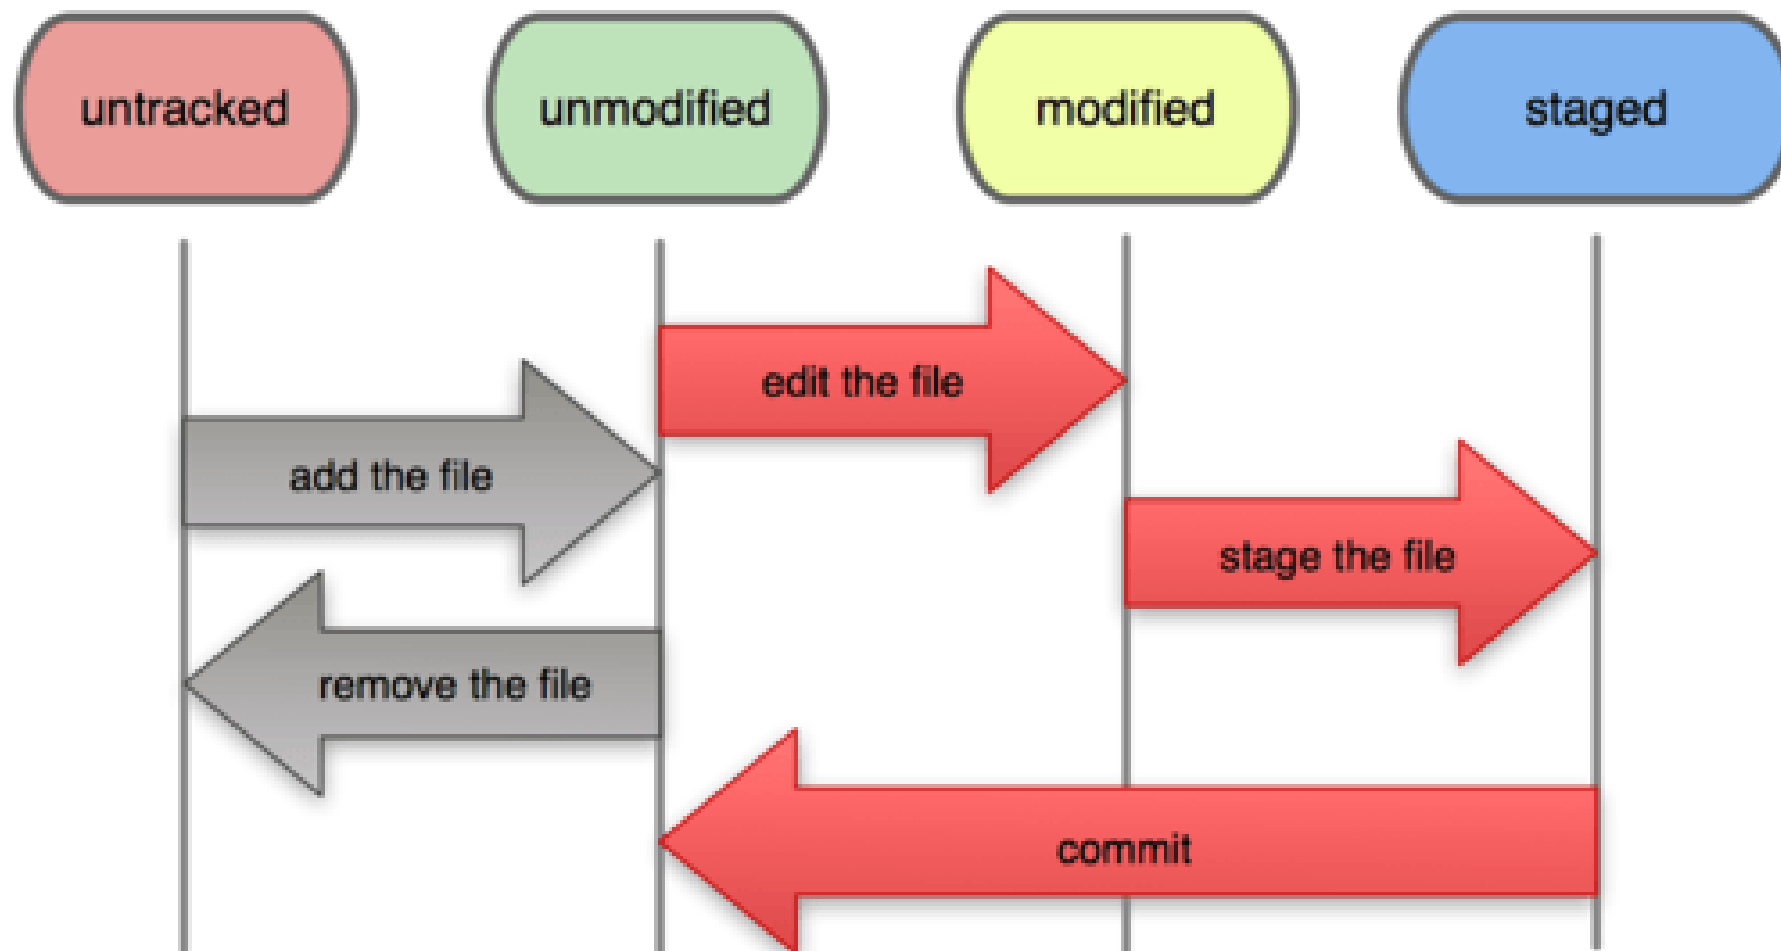 untracked
unmodified
modified
staged
edit the file
add the file
stage the file
remove the file
commit